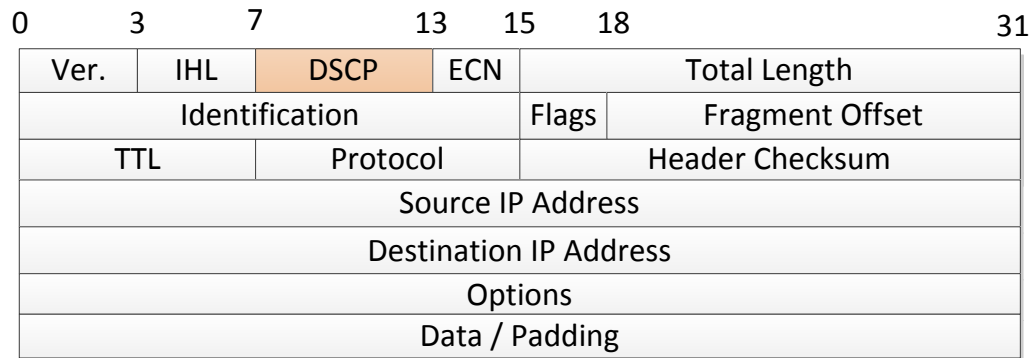 0 3 7 13 15 18 31
Ver. IHL DSCP ECN Total Length
Identification Flags Fragment Offset
TTL Protocol Header Checksum
Source IP Address
Destination IP Address
Options
Data / Padding